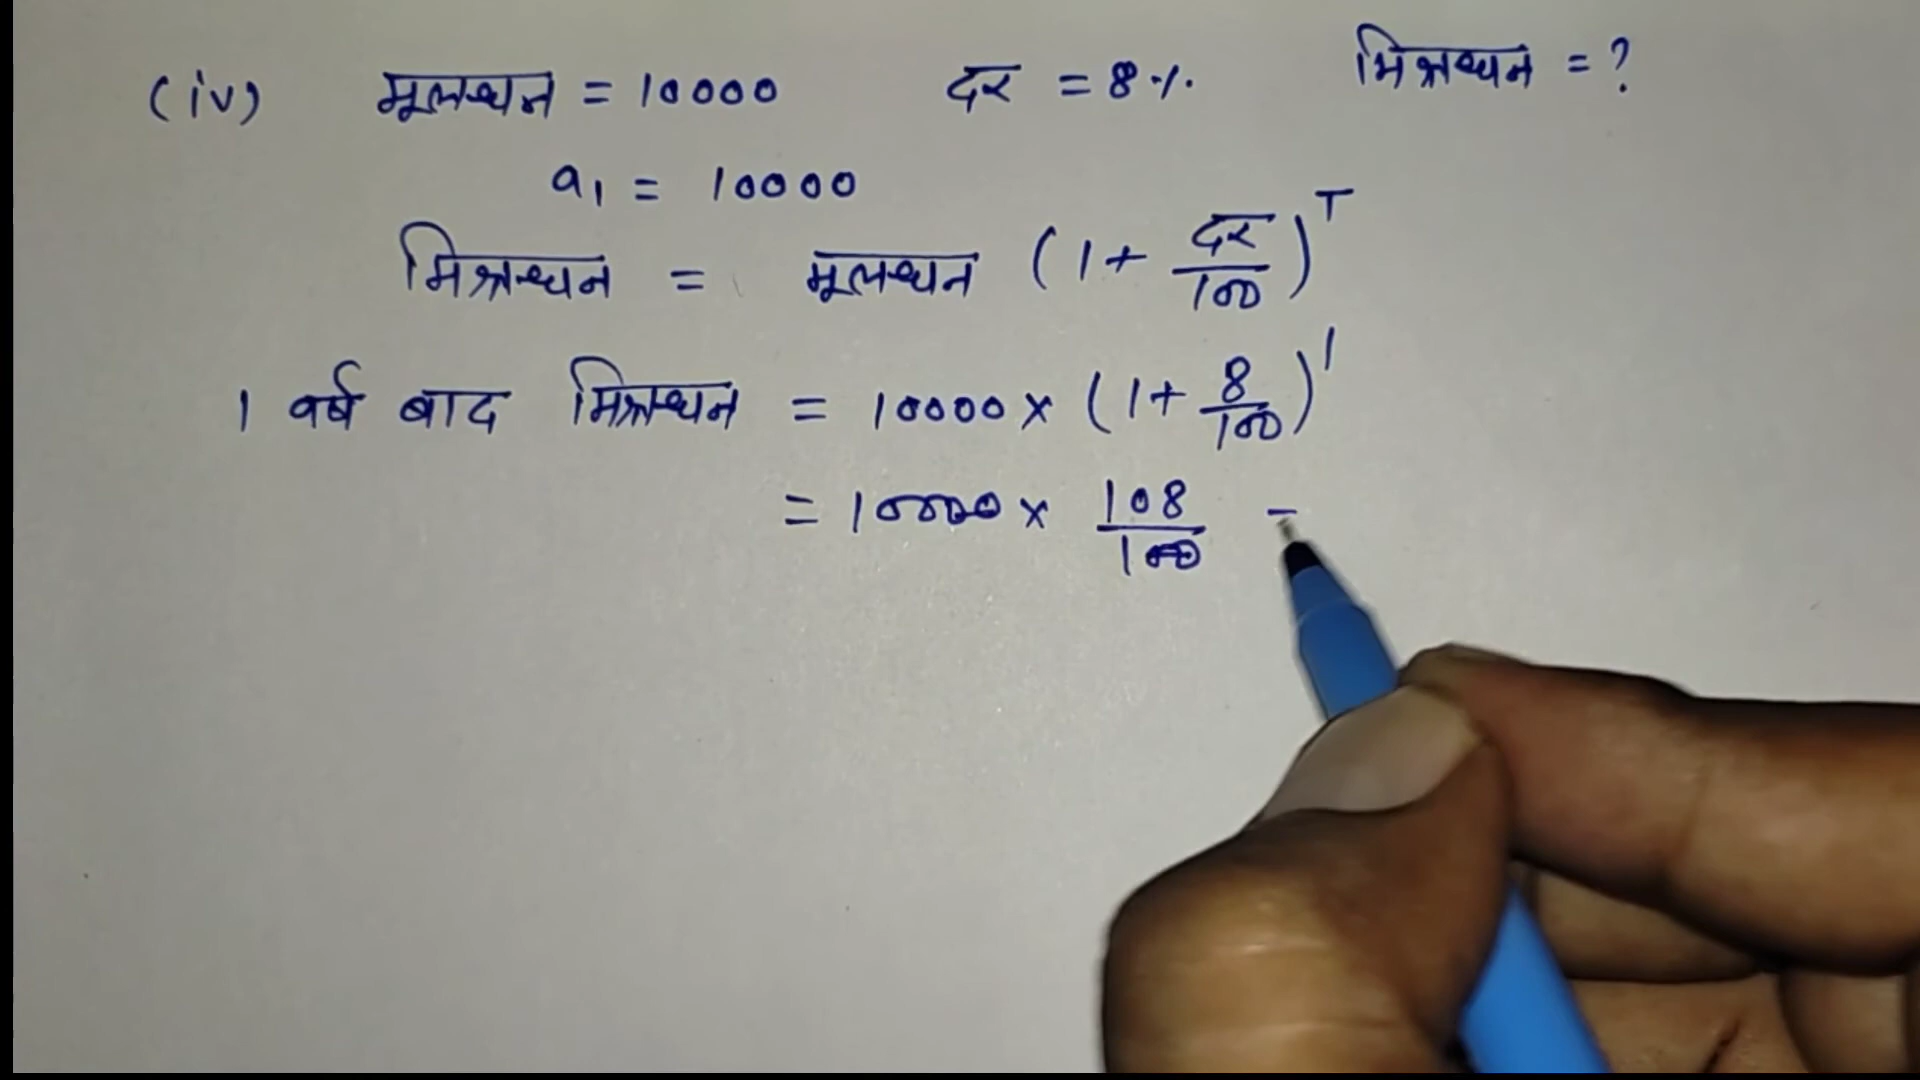 (iv) मूलधन = 10000 दर = 8% मिश्रधन = ?
a₁ = 10000
मिश्रधन = मूलधन (1 + दर/100)^T
1 वर्ष बाद मिश्रधन = 10000 × (1 + 8/100)^1
= 10000 × 108/100 -